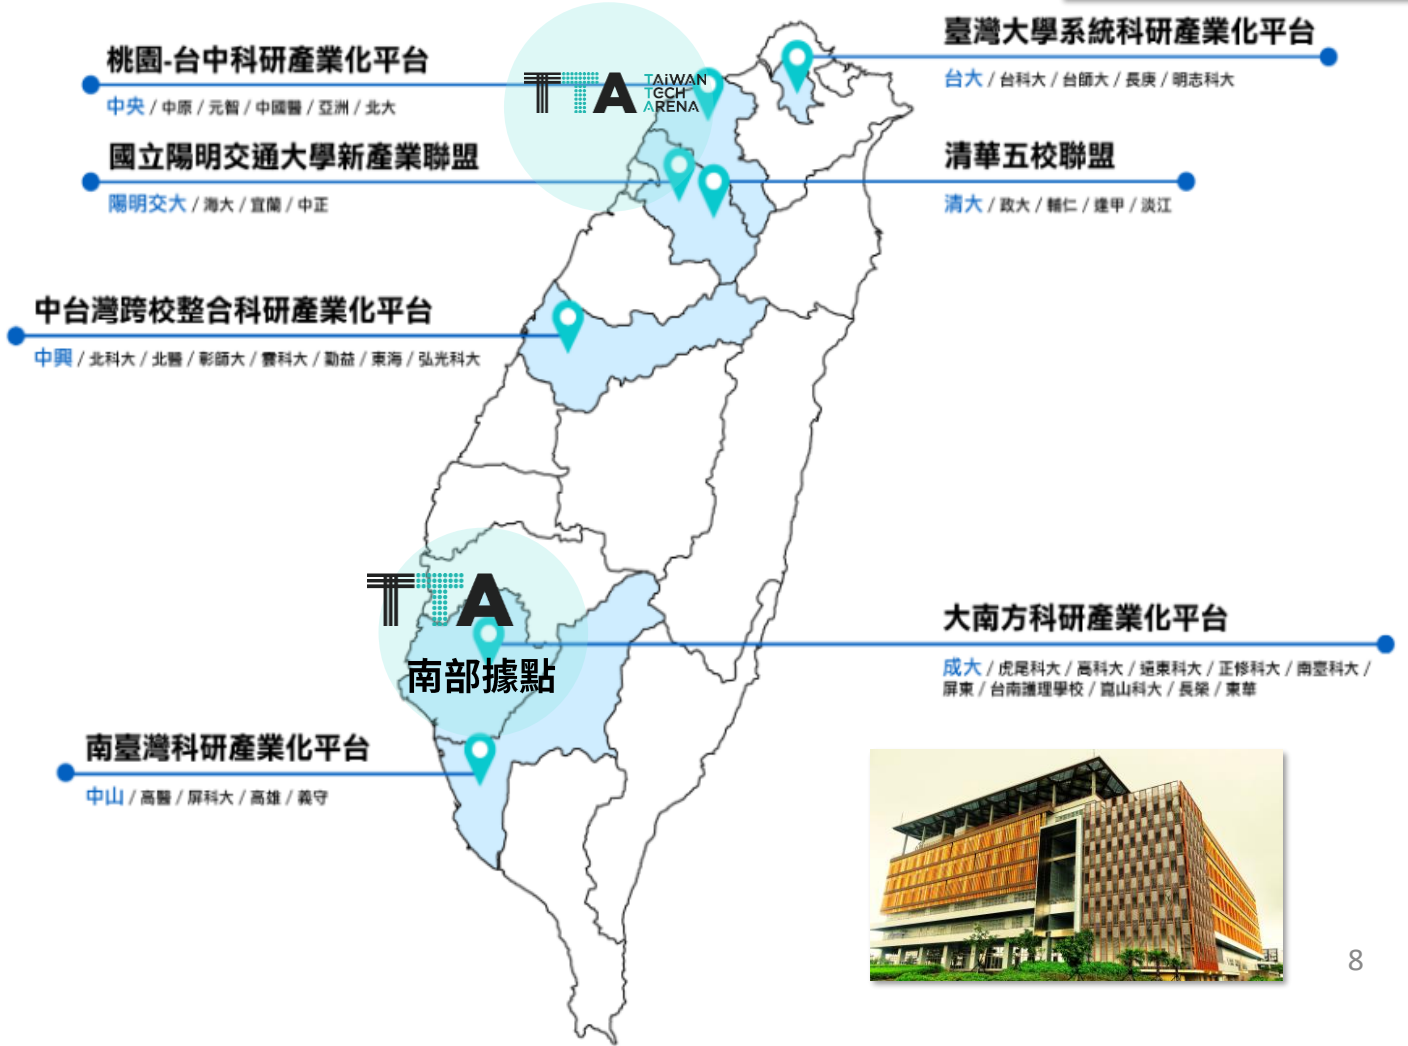 桃園-台中科研產業化平台
中央 / 中原 / 元智 / 中國醫 / 亞洲 / 北大
TTA TAIWAN TECH ARENA
臺灣大學系統科研產業化平台
台大 / 台科大 / 台師大 / 長庚 / 明志科大
國立陽明交通大學新產業聯盟
陽明交大 / 海大 / 宜蘭 / 中正
清華五校聯盟
清大 / 政大 / 輔仁 / 逢甲 / 淡江
中台灣跨校整合科研產業化平台
中興 / 北科大 / 北醫 / 彰師大 / 雲科大 / 勤益 / 東海 / 弘光科大
TTA
南部據點
大南方科研產業化平台
成大 / 虎尾科大 / 高科大 / 遠東科大 / 正修科大 / 南臺科大 /
屏東 / 台南護理學校 / 崑山科大 / 長榮 / 東華
南臺灣科研產業化平台
中山 / 高醫 / 屏科大 / 高雄 / 義守
8